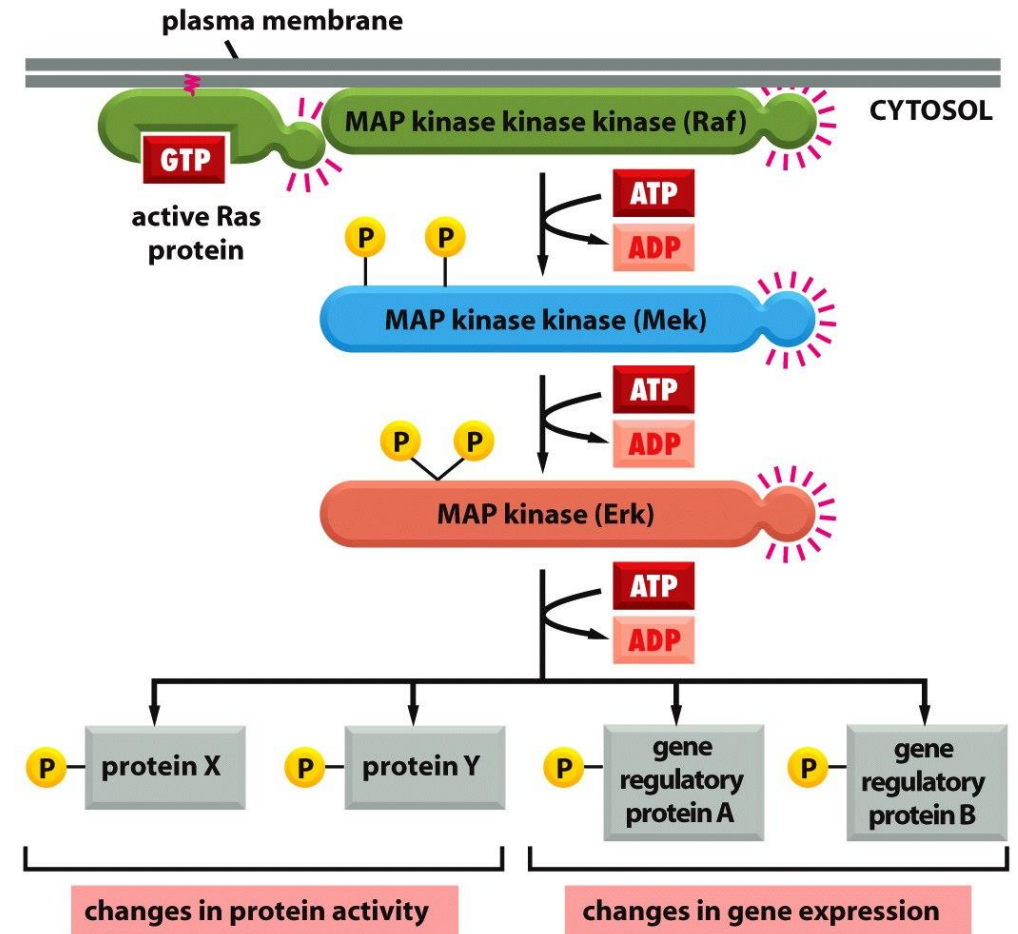 plasma membrane
CYTOSOL
MAP kinase kinase kinase (Raf)
GTP
active Ras
protein
ATP
ADP
P
P
MAP kinase kinase (Mek)
ATP
ADP
P
P
MAP kinase (Erk)
ATP
ADP
P
protein X
P
protein Y
P
gene
regulatory
protein A
P
gene
regulatory
protein B
changes in protein activity
changes in gene expression